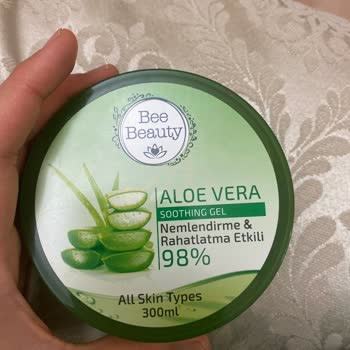 Bee
Beauty
ALOE VERA
SOOTHING GEL
Nemlendirme &
Rahatlatma Etkili
98%
All Skin Types
300ml